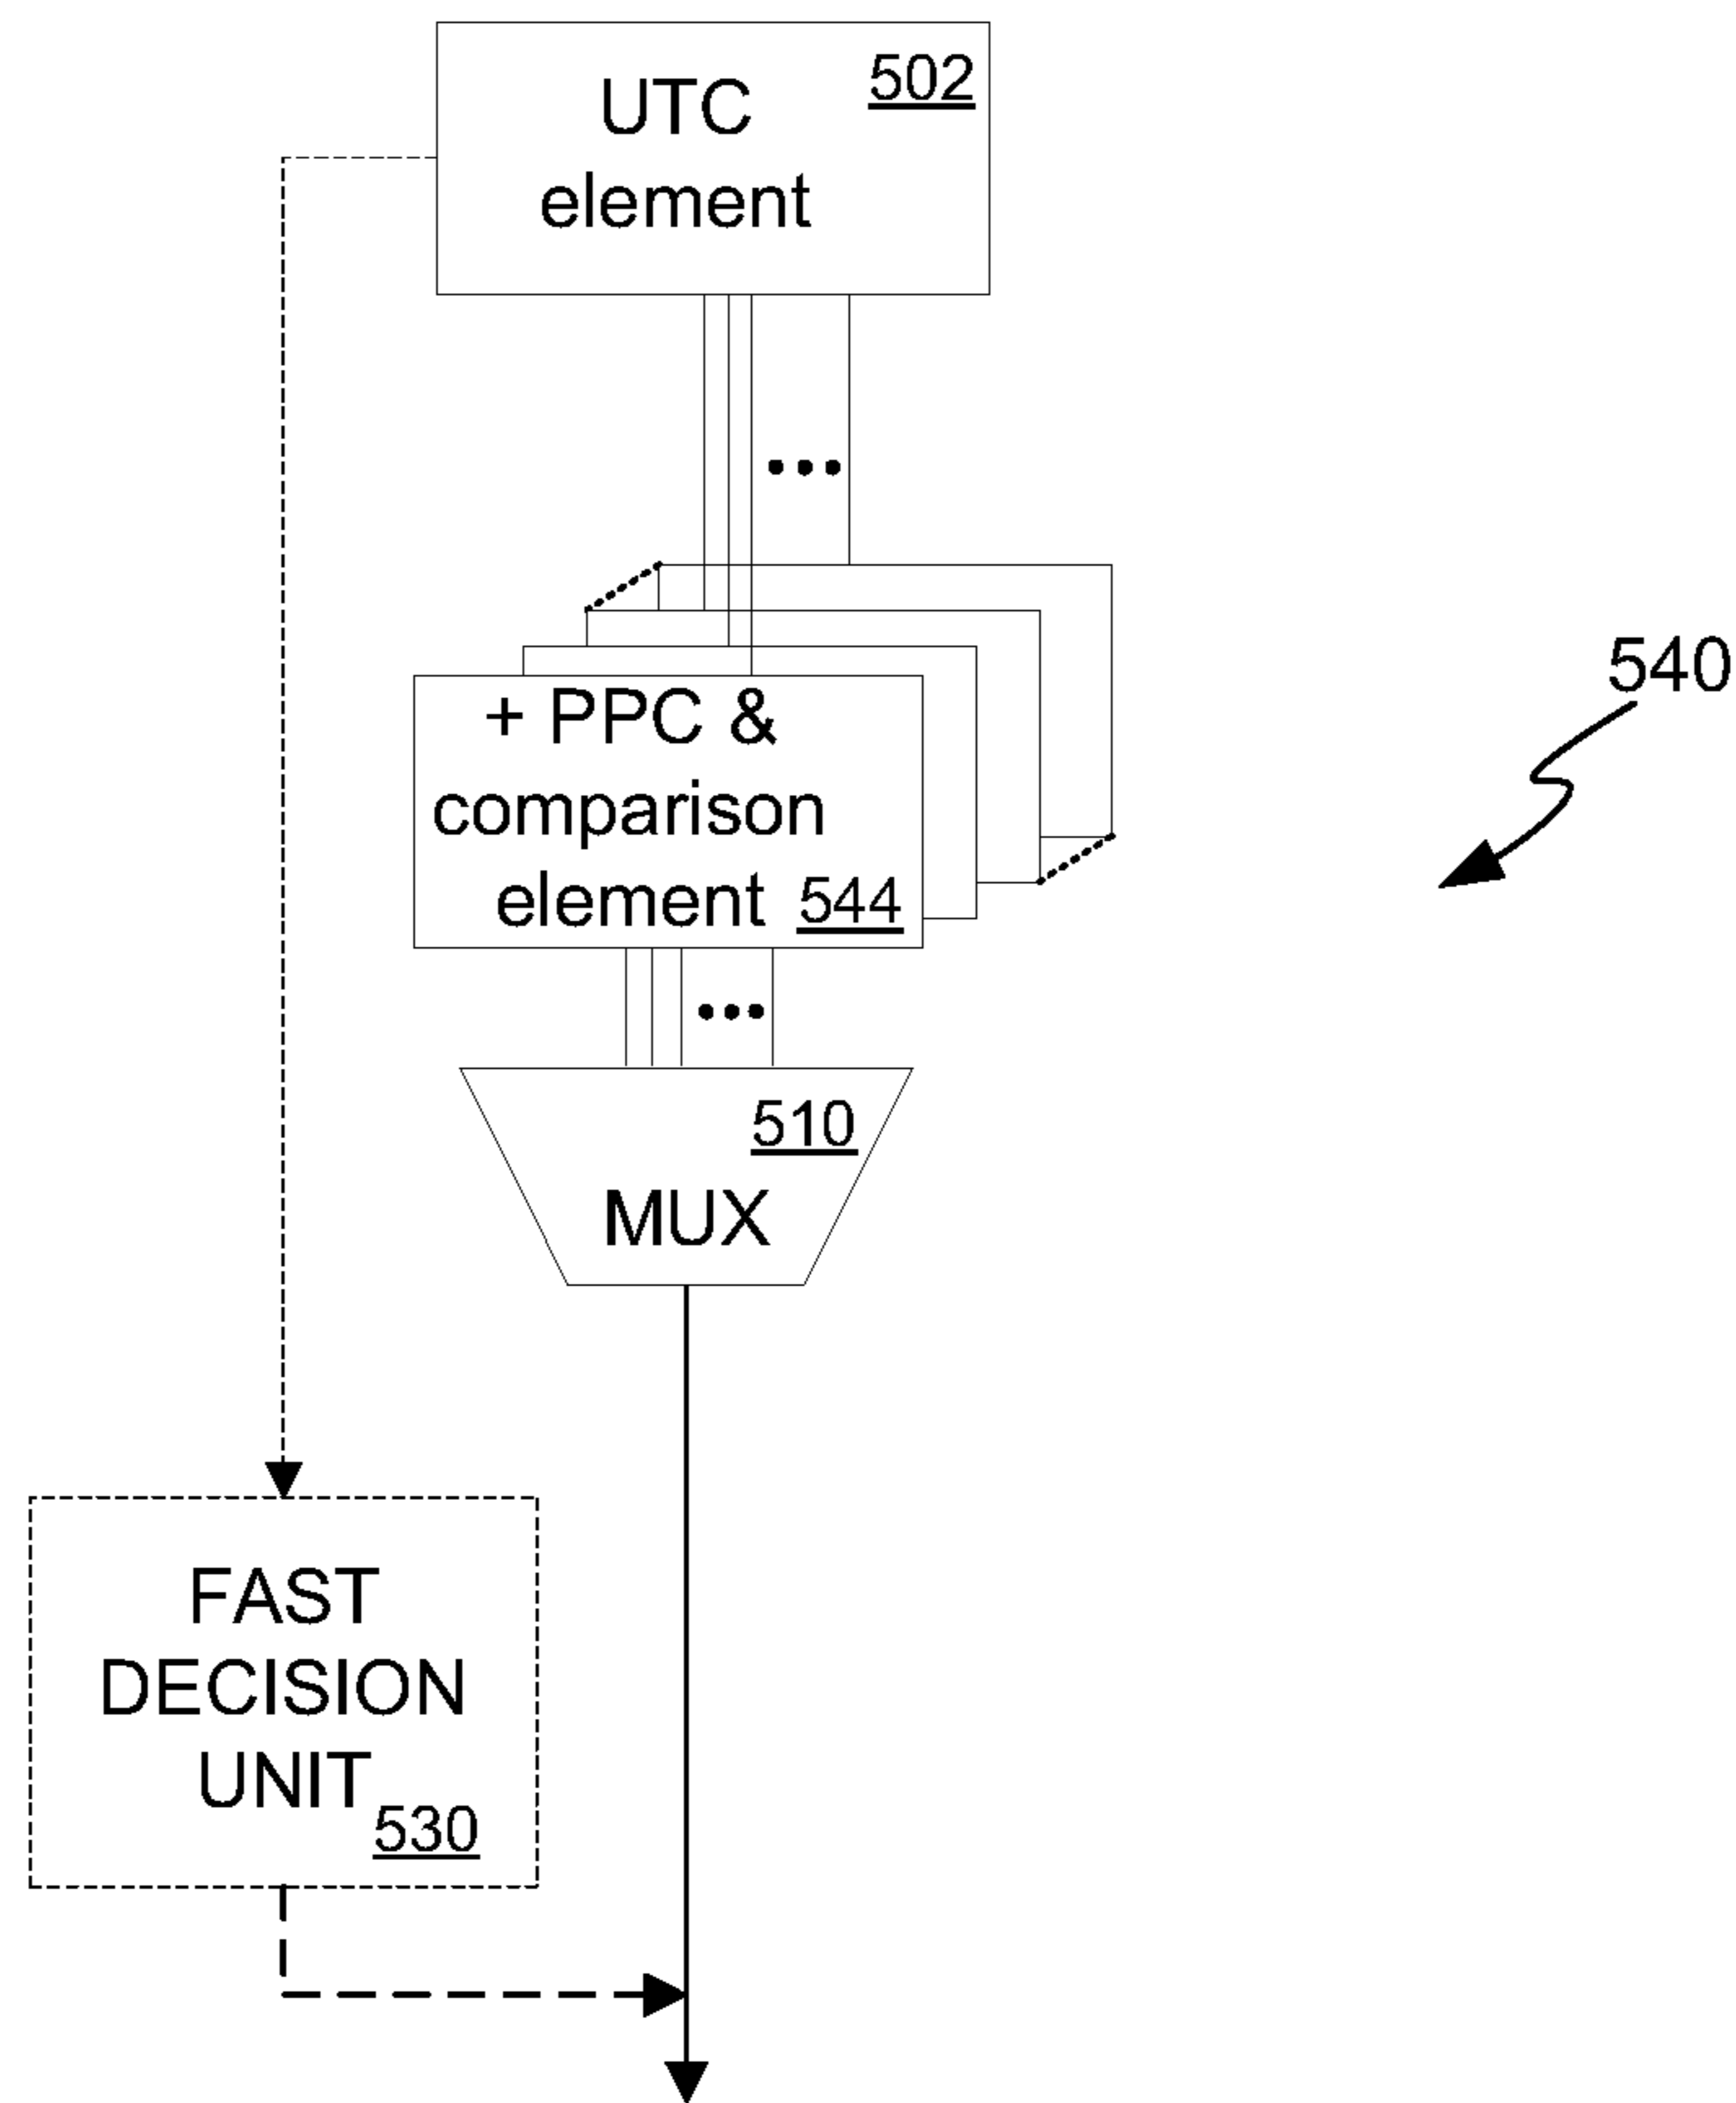 502
UTC
element
540
+ PPC &
comparison
element 544
510
MUX
FAST
DECISION
UNIT
530